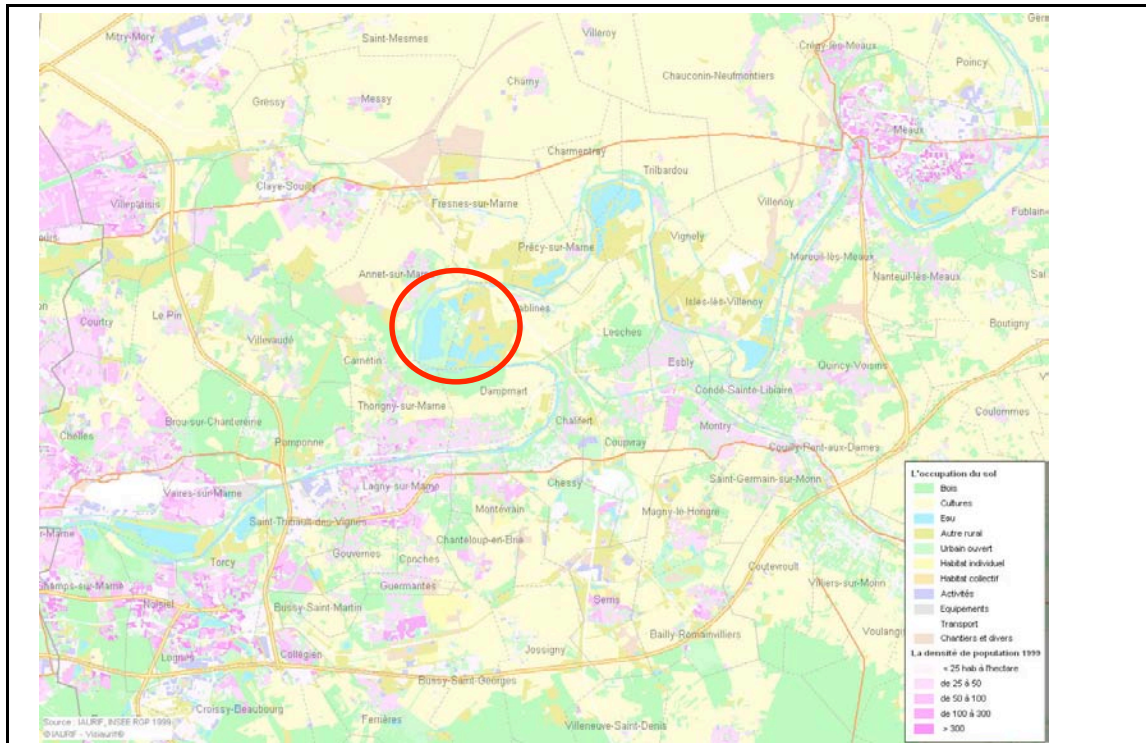 Mitry-Mory
Saint-Mesmes
Villeroy
Crégy-lès-Meaux
Poincy
Charny
Chauconin-Neufmontiers
Gressy
Messy
Meaux
Charmentray
Tribardou
Claye-Souilly
Villeparisis
Fresnes-sur-Marne
Villenoy
Fublain
Vignely
Précy-sur-Marne
Mareuil-lès-Meaux
Annet-sur-Mar
Nanteuil-lès-Meaux
Sai
Isles-lès-Villenoy
ablines
Courtry
Le Pin
Lesches
Boutigny
Villevaudé
Carnetin
Esbly
Quincy-Voisins
Dampmart
Condé-Sainte-Libiaire
Thorigny-sur-Marne
Coulommes
Brou-sur-Chantereine
Chalifert
Chelles
Pomponne
Coupvray
Montry
Couilly-Pont-aux-Dames
Vaires-sur-Marne
Lagny-sur-Marne
Chessy
Saint-Germain-sur-Morin
Montévrain
Magny-le-Hongre
Saint-Thibault-des-Vignes
r-Marne
Torcy
Gouvernes
Conches
Chanteloup-en-Brie
Coutevroult
Villiers-sur-Morin
Champs-sur-Marne
Noisiel
Guermantes
Bussy-Saint-Martin
Serris
Bailly-Romainvilliers
Voulangis
Lognes
Collégien
Jossigny
Bussy-Saint-Georges
Croissy-Beaubourg
Ferrières
Villeneuve-Saint-Denis
Source : IAURIF, INSEE RGP 1999
© IAURIF - Visiaurif®
L'occupation du sol
Bois
Cultures
Eau
Autre rural
Urbain ouvert
Habitat individuel
Habitat collectif
Activités
Equipements
Transport
Chantiers et divers
La densité de population 1999
< 25 hab à l'hectare
de 25 à 50
de 50 à 100
de 100 à 300
> 300